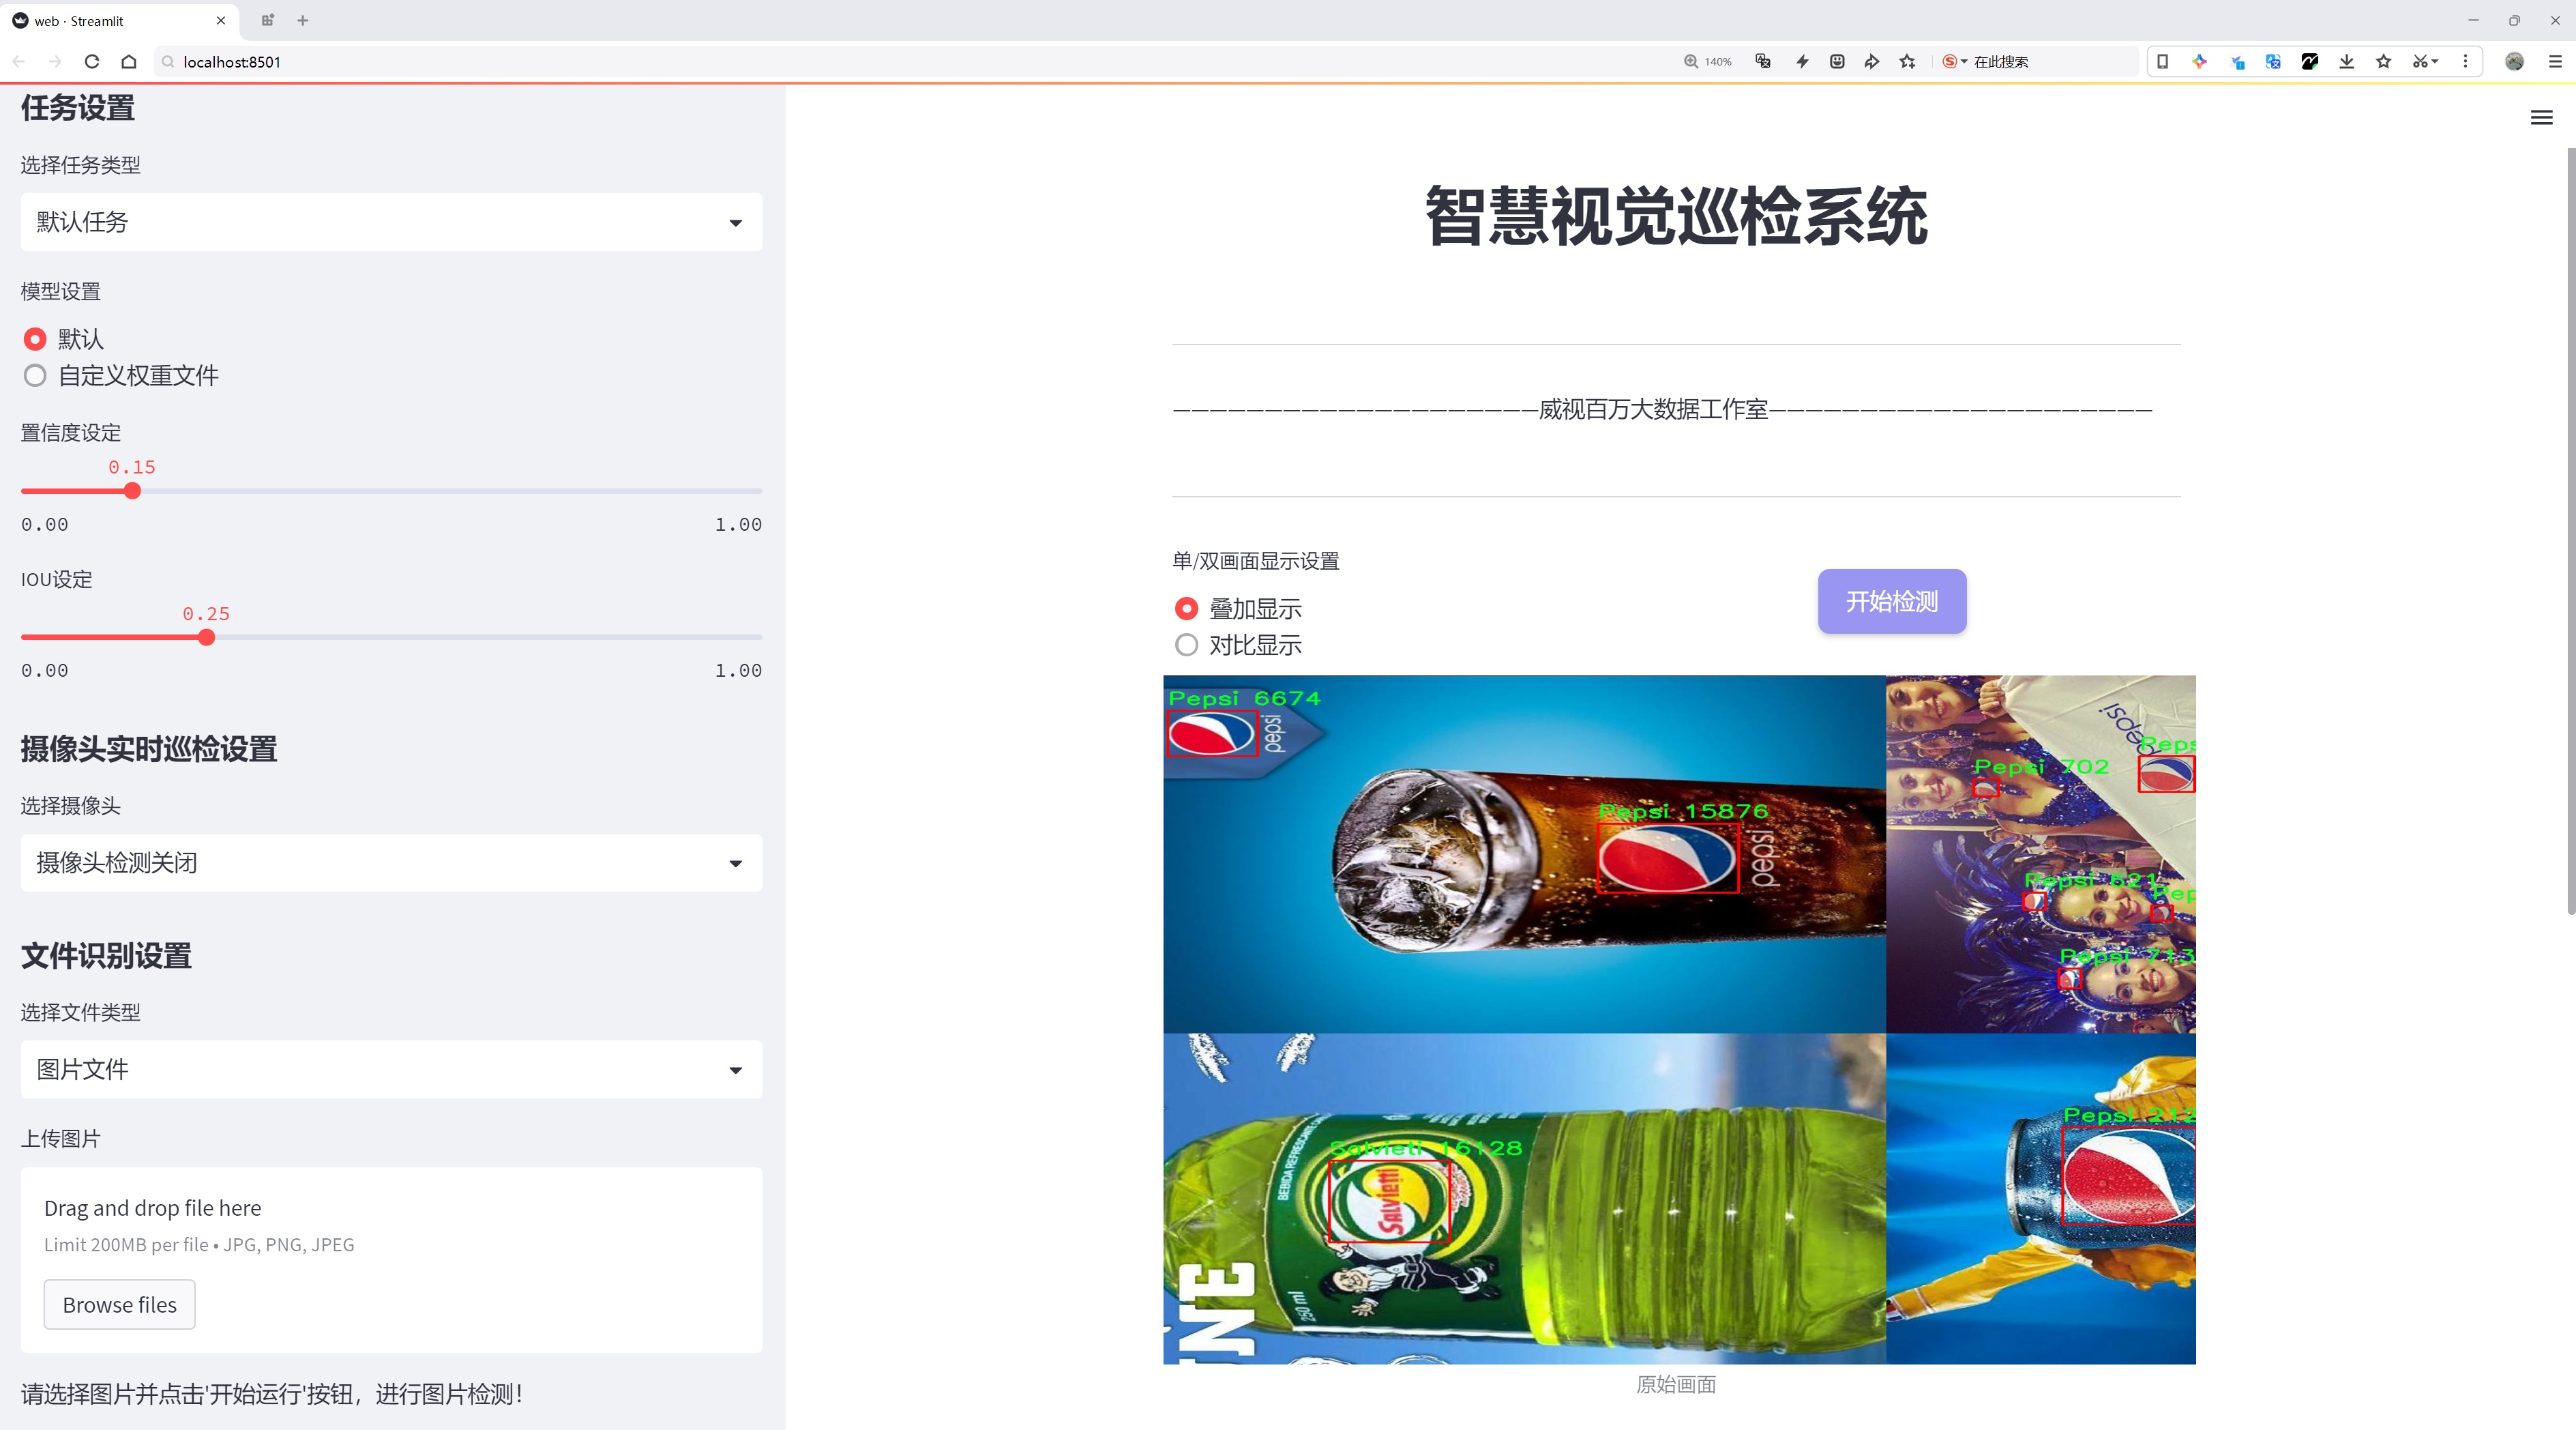 web · Streamlit
localhost:8501
140%
在此搜索
任务设置
选择任务类型
默认任务
模型设置
默认
自定义权重文件
置信度设定
0.15
0.00
1.00
IOU设定
0.25
0.00
1.00
摄像头实时巡检设置
选择摄像头
摄像头检测关闭
文件识别设置
选择文件类型
图片文件
上传图片
Drag and drop file here
Limit 200MB per file • JPG, PNG, JPEG
Browse files
请选择图片并点击'开始运行'按钮，进行图片检测！
智慧视觉巡检系统
————————————————————威视百万大数据工作室—————————————————————
单/双画面显示设置
叠加显示
对比显示
开始检测
Pepsi 6674
pepsi
Pepsi 15876
pepsi
pepsi
Peps
Pepsi 702
Pepsi 621
Pep
Pepsi 713
Salvieti 16128
BEBIDA REFRESCANTE
SALVIETTI
250 ml
Pepsi 212
原始画面